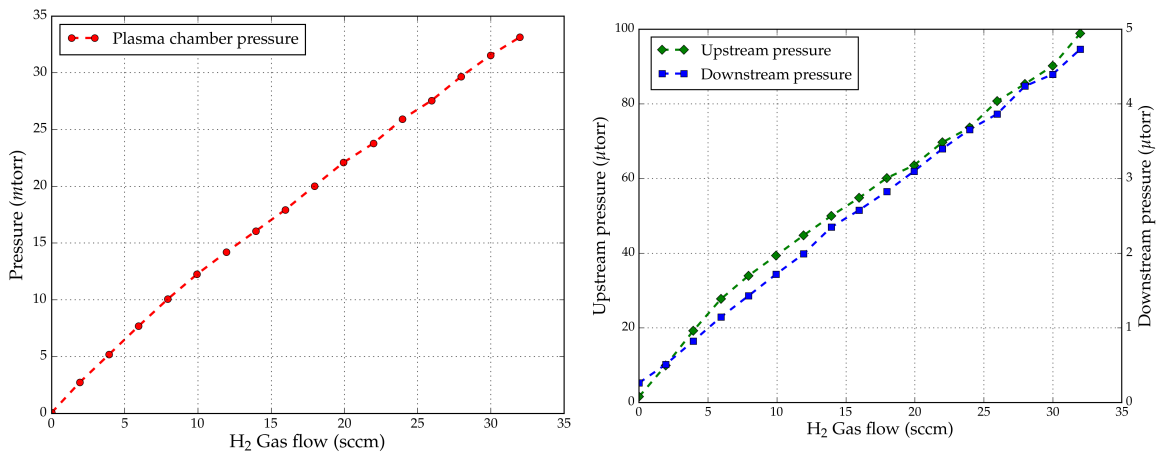 35
30
25
20
15
10
5
0
Pressure (mtorr)
Plasma chamber pressure
0 5 10 15 20 25 30 35
H₂ Gas flow (sccm)
100
80
60
40
20
0
Upstream pressure (μtorr)
Upstream pressure
Downstream pressure
5
4
3
2
1
0
Downstream pressure (μtorr)
0 5 10 15 20 25 30 35
H₂ Gas flow (sccm)